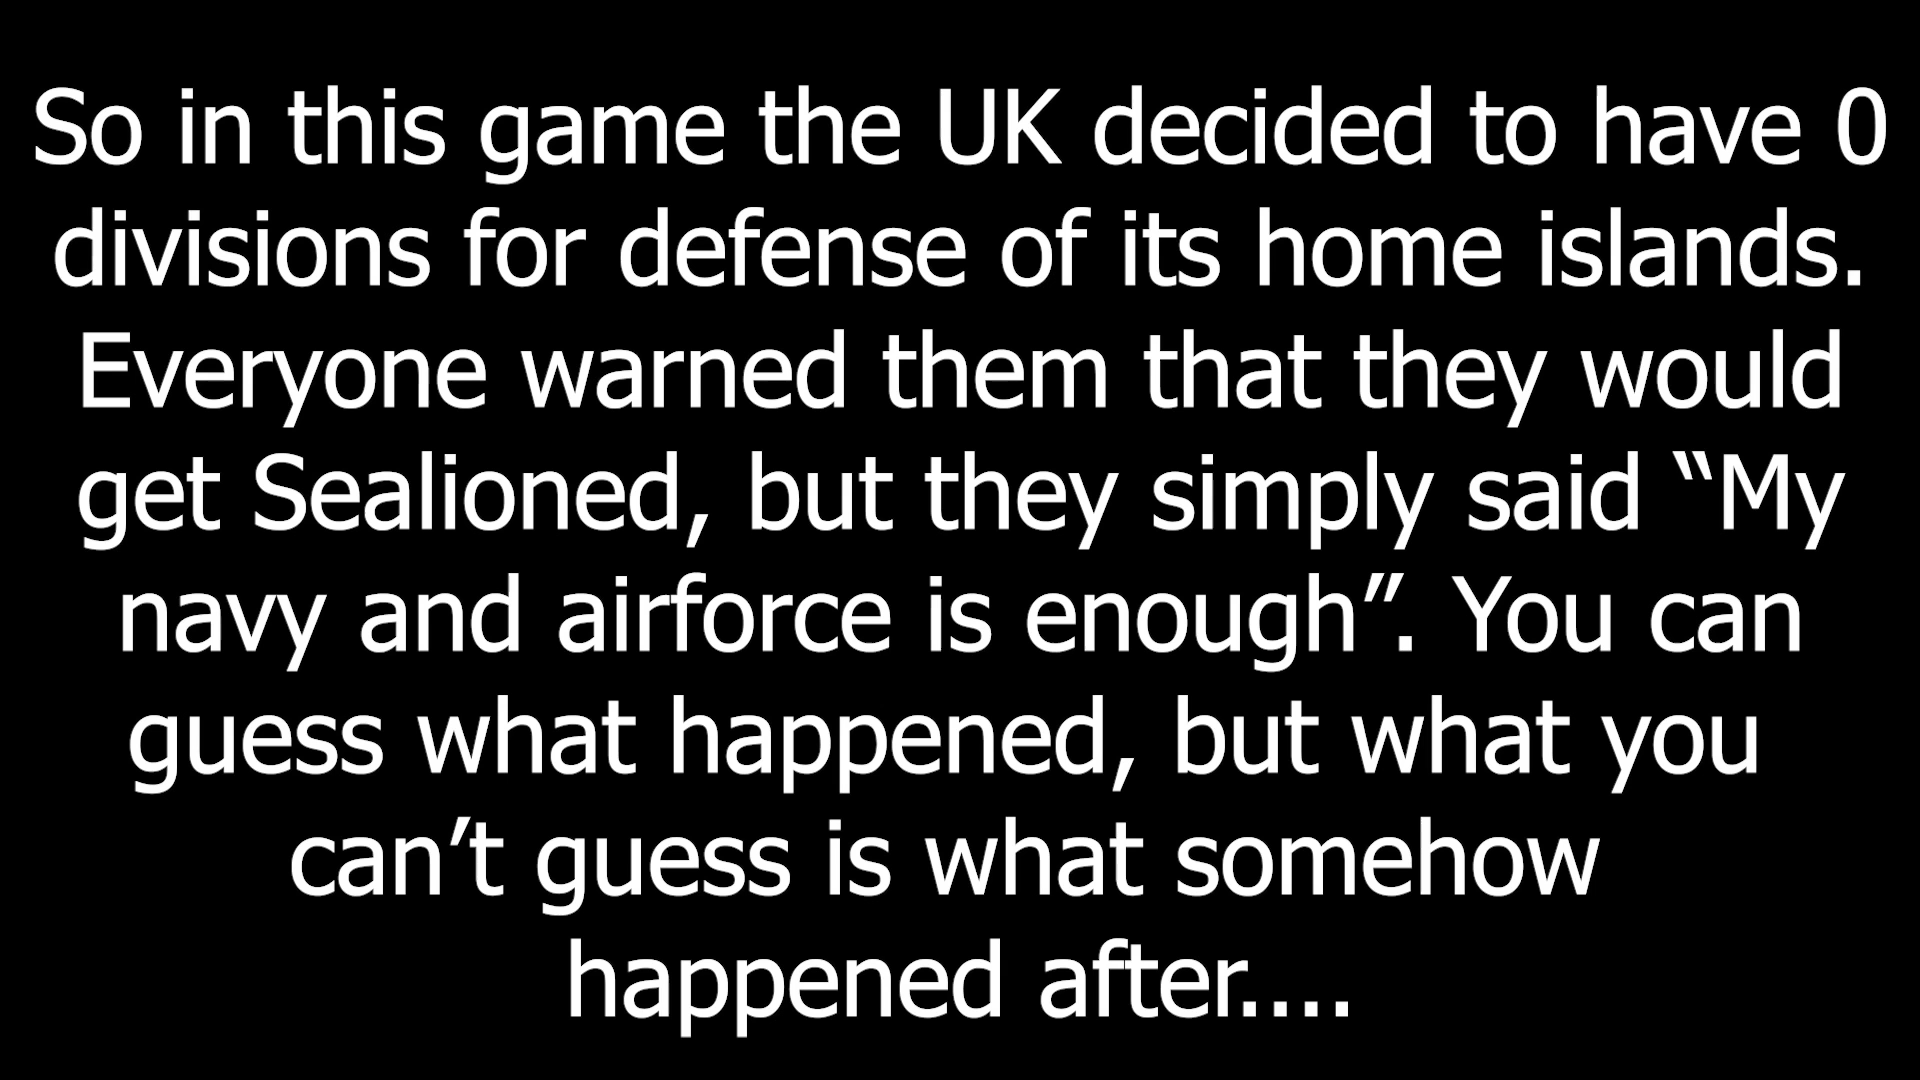 So in this game the UK decided to have 0
divisions for defense of its home islands.
Everyone warned them that they would
get Sealioned, but they simply said “My
navy and airforce is enough”. You can
guess what happened, but what you
can’t guess is what somehow
happened after....